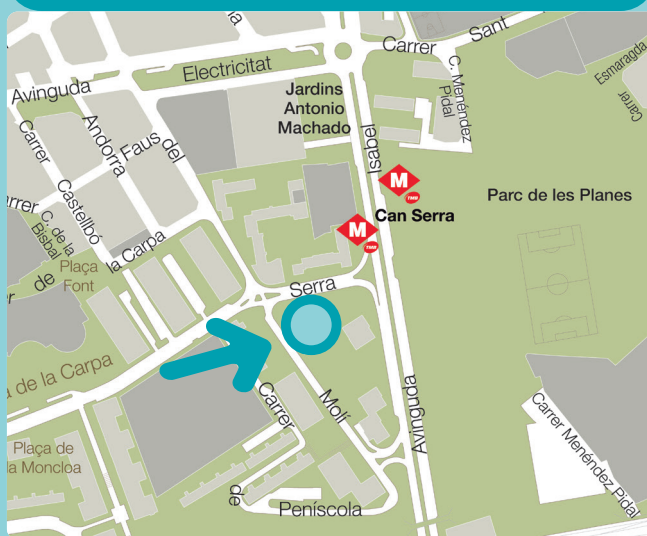 Carrer
Sant
Avinguda
Electricitat
Esmaragda
Carrer
Jardins
Antonio
Machado
C. Menéndez
Pidal
Isabel
Carrer
Andorra
Faus del
Castellbó
M
TMB
Can Serra
M
TMB
Parc de les Planes
C. de la
Bisbal
de
la Carpa
Plaça
Font
Serra
de la Carpa
Carrer
Molí
Avinguda
Carrer Menéndez Pidal
Plaça de
la Moncloa
de
Peníscola